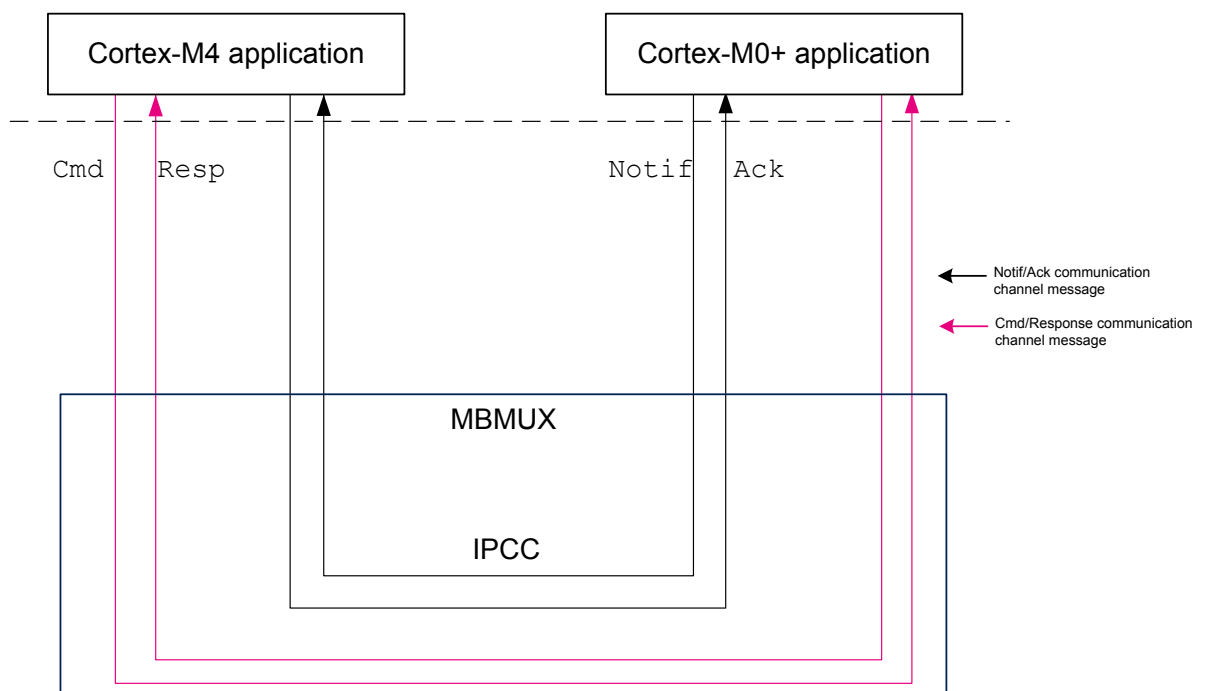 Cortex-M4 application
Cortex-M0+ application
Cmd
Resp
Notif
Ack
Notif/Ack communication
channel message
Cmd/Response communication
channel message
MBMUX
IPCC